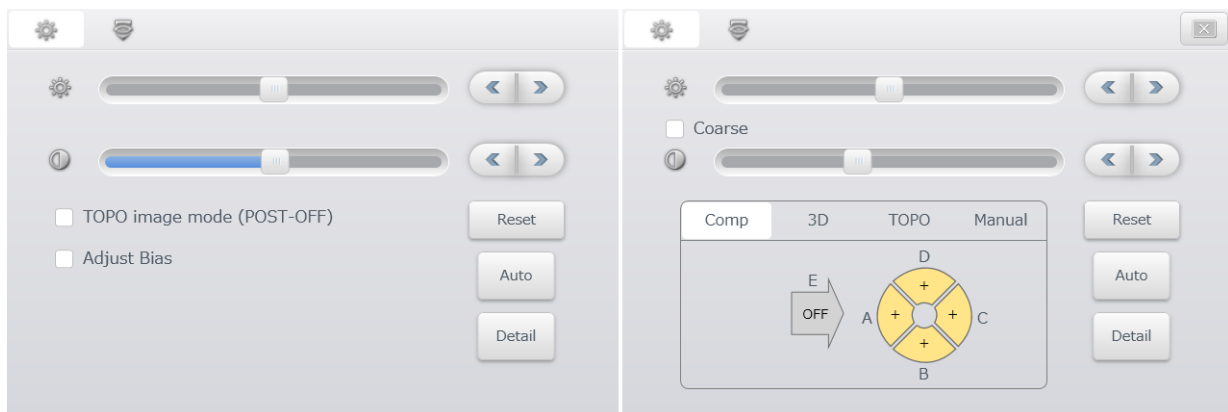 TOPO image mode (POST-OFF)
Reset
Adjust Bias
Auto
Detail
Coarse
Comp 3D TOPO Manual
Reset
D
E
+
OFF
A + + C
+
B
Auto
Detail